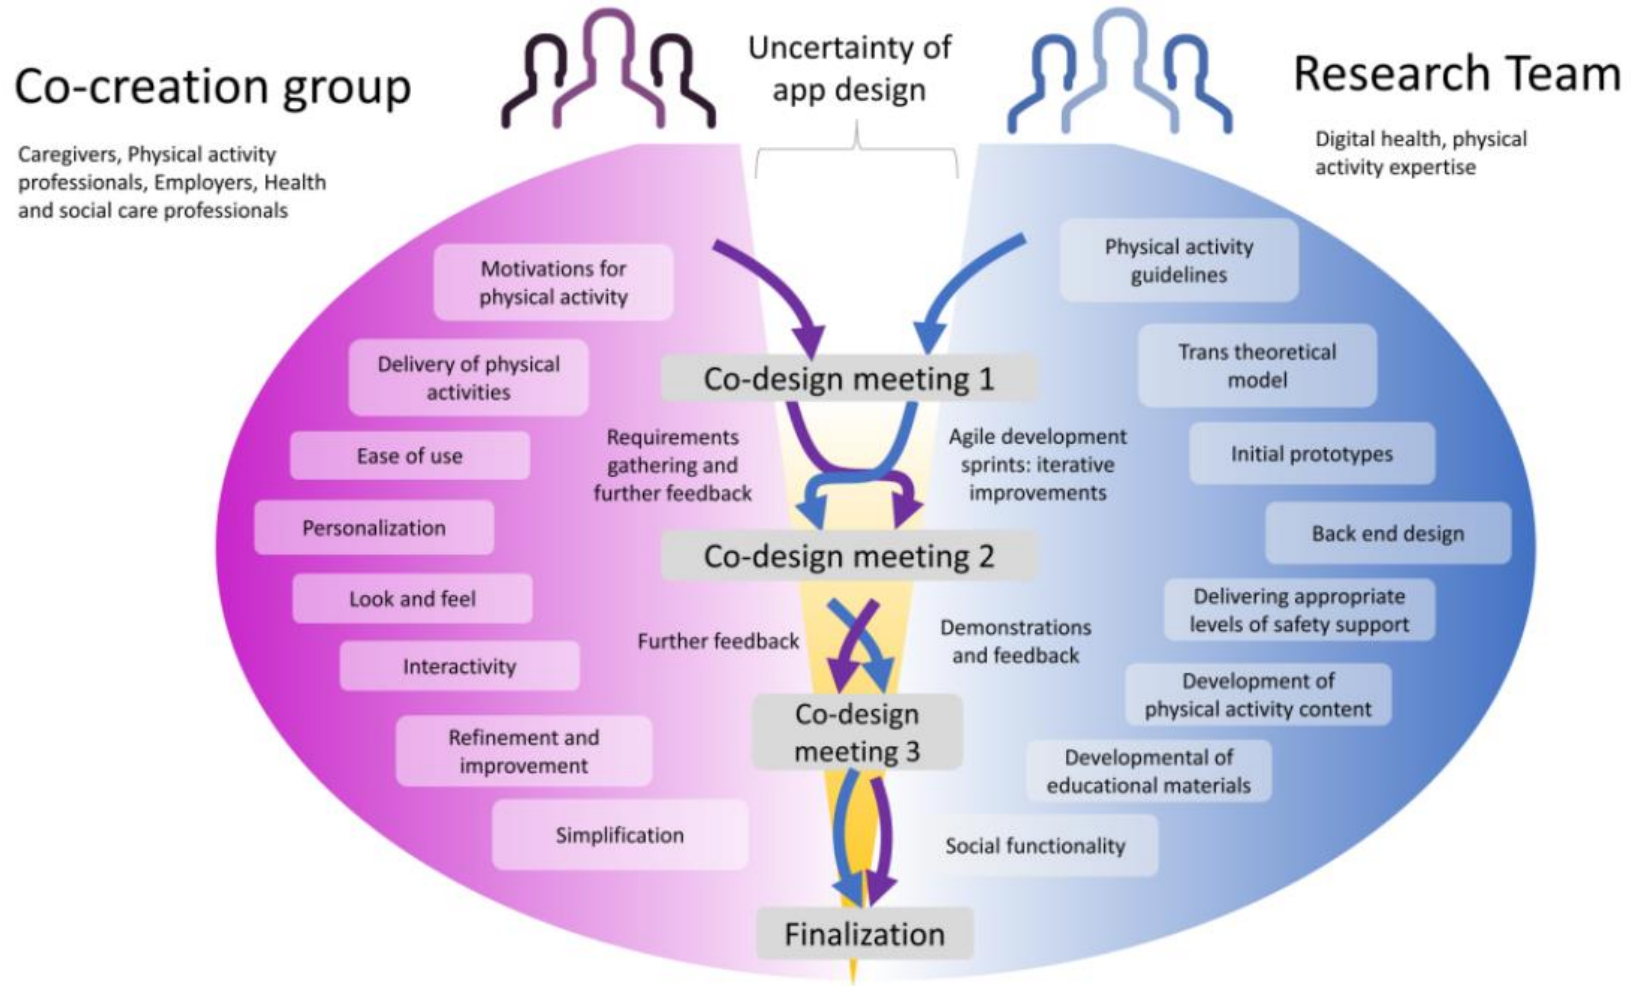 Co-creation group
Caregivers, Physical activity
professionals, Employers, Health
and social care professionals
Uncertainty of
app design
Research Team
Digital health, physical
activity expertise
Motivations for
physical activity
Delivery of physical
activities
Ease of use
Personalization
Look and feel
Interactivity
Refinement and
improvement
Simplification
Co-design meeting 1
Requirements
gathering and
further feedback
Agile development
sprints: iterative
improvements
Co-design meeting 2
Further feedback
Demonstrations
and feedback
Co-design
meeting 3
Finalization
Physical activity
guidelines
Trans theoretical
model
Initial prototypes
Back end design
Delivering appropriate
levels of safety support
Development of
physical activity content
Developmental of
educational materials
Social functionality